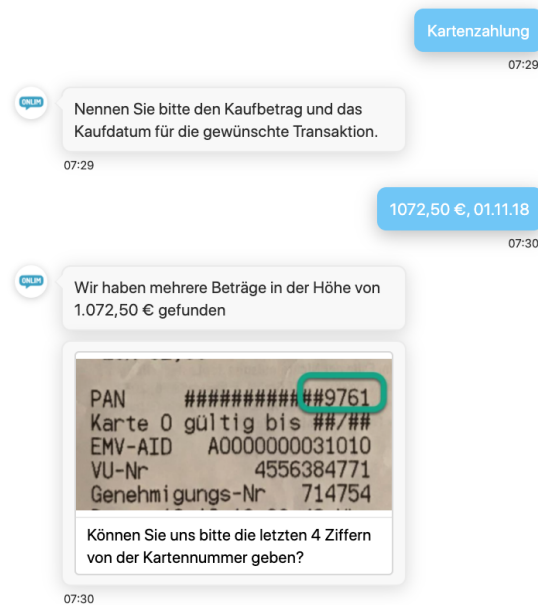 Kartenzahlung
07:29
ONLIM
Nennen Sie bitte den Kaufbetrag und das
Kaufdatum für die gewünschte Transaktion.
07:29
1072,50 €, 01.11.18
07:30
ONLIM
Wir haben mehrere Beträge in der Höhe von
1.072,50 € gefunden
PAN #############9761
Karte 0 gültig bis ##/##
EMV-AID A0000000031010
VU-Nr 4556384771
Genehmigungs-Nr 714754
Können Sie uns bitte die letzten 4 Ziffern
von der Kartennummer geben?
07:30